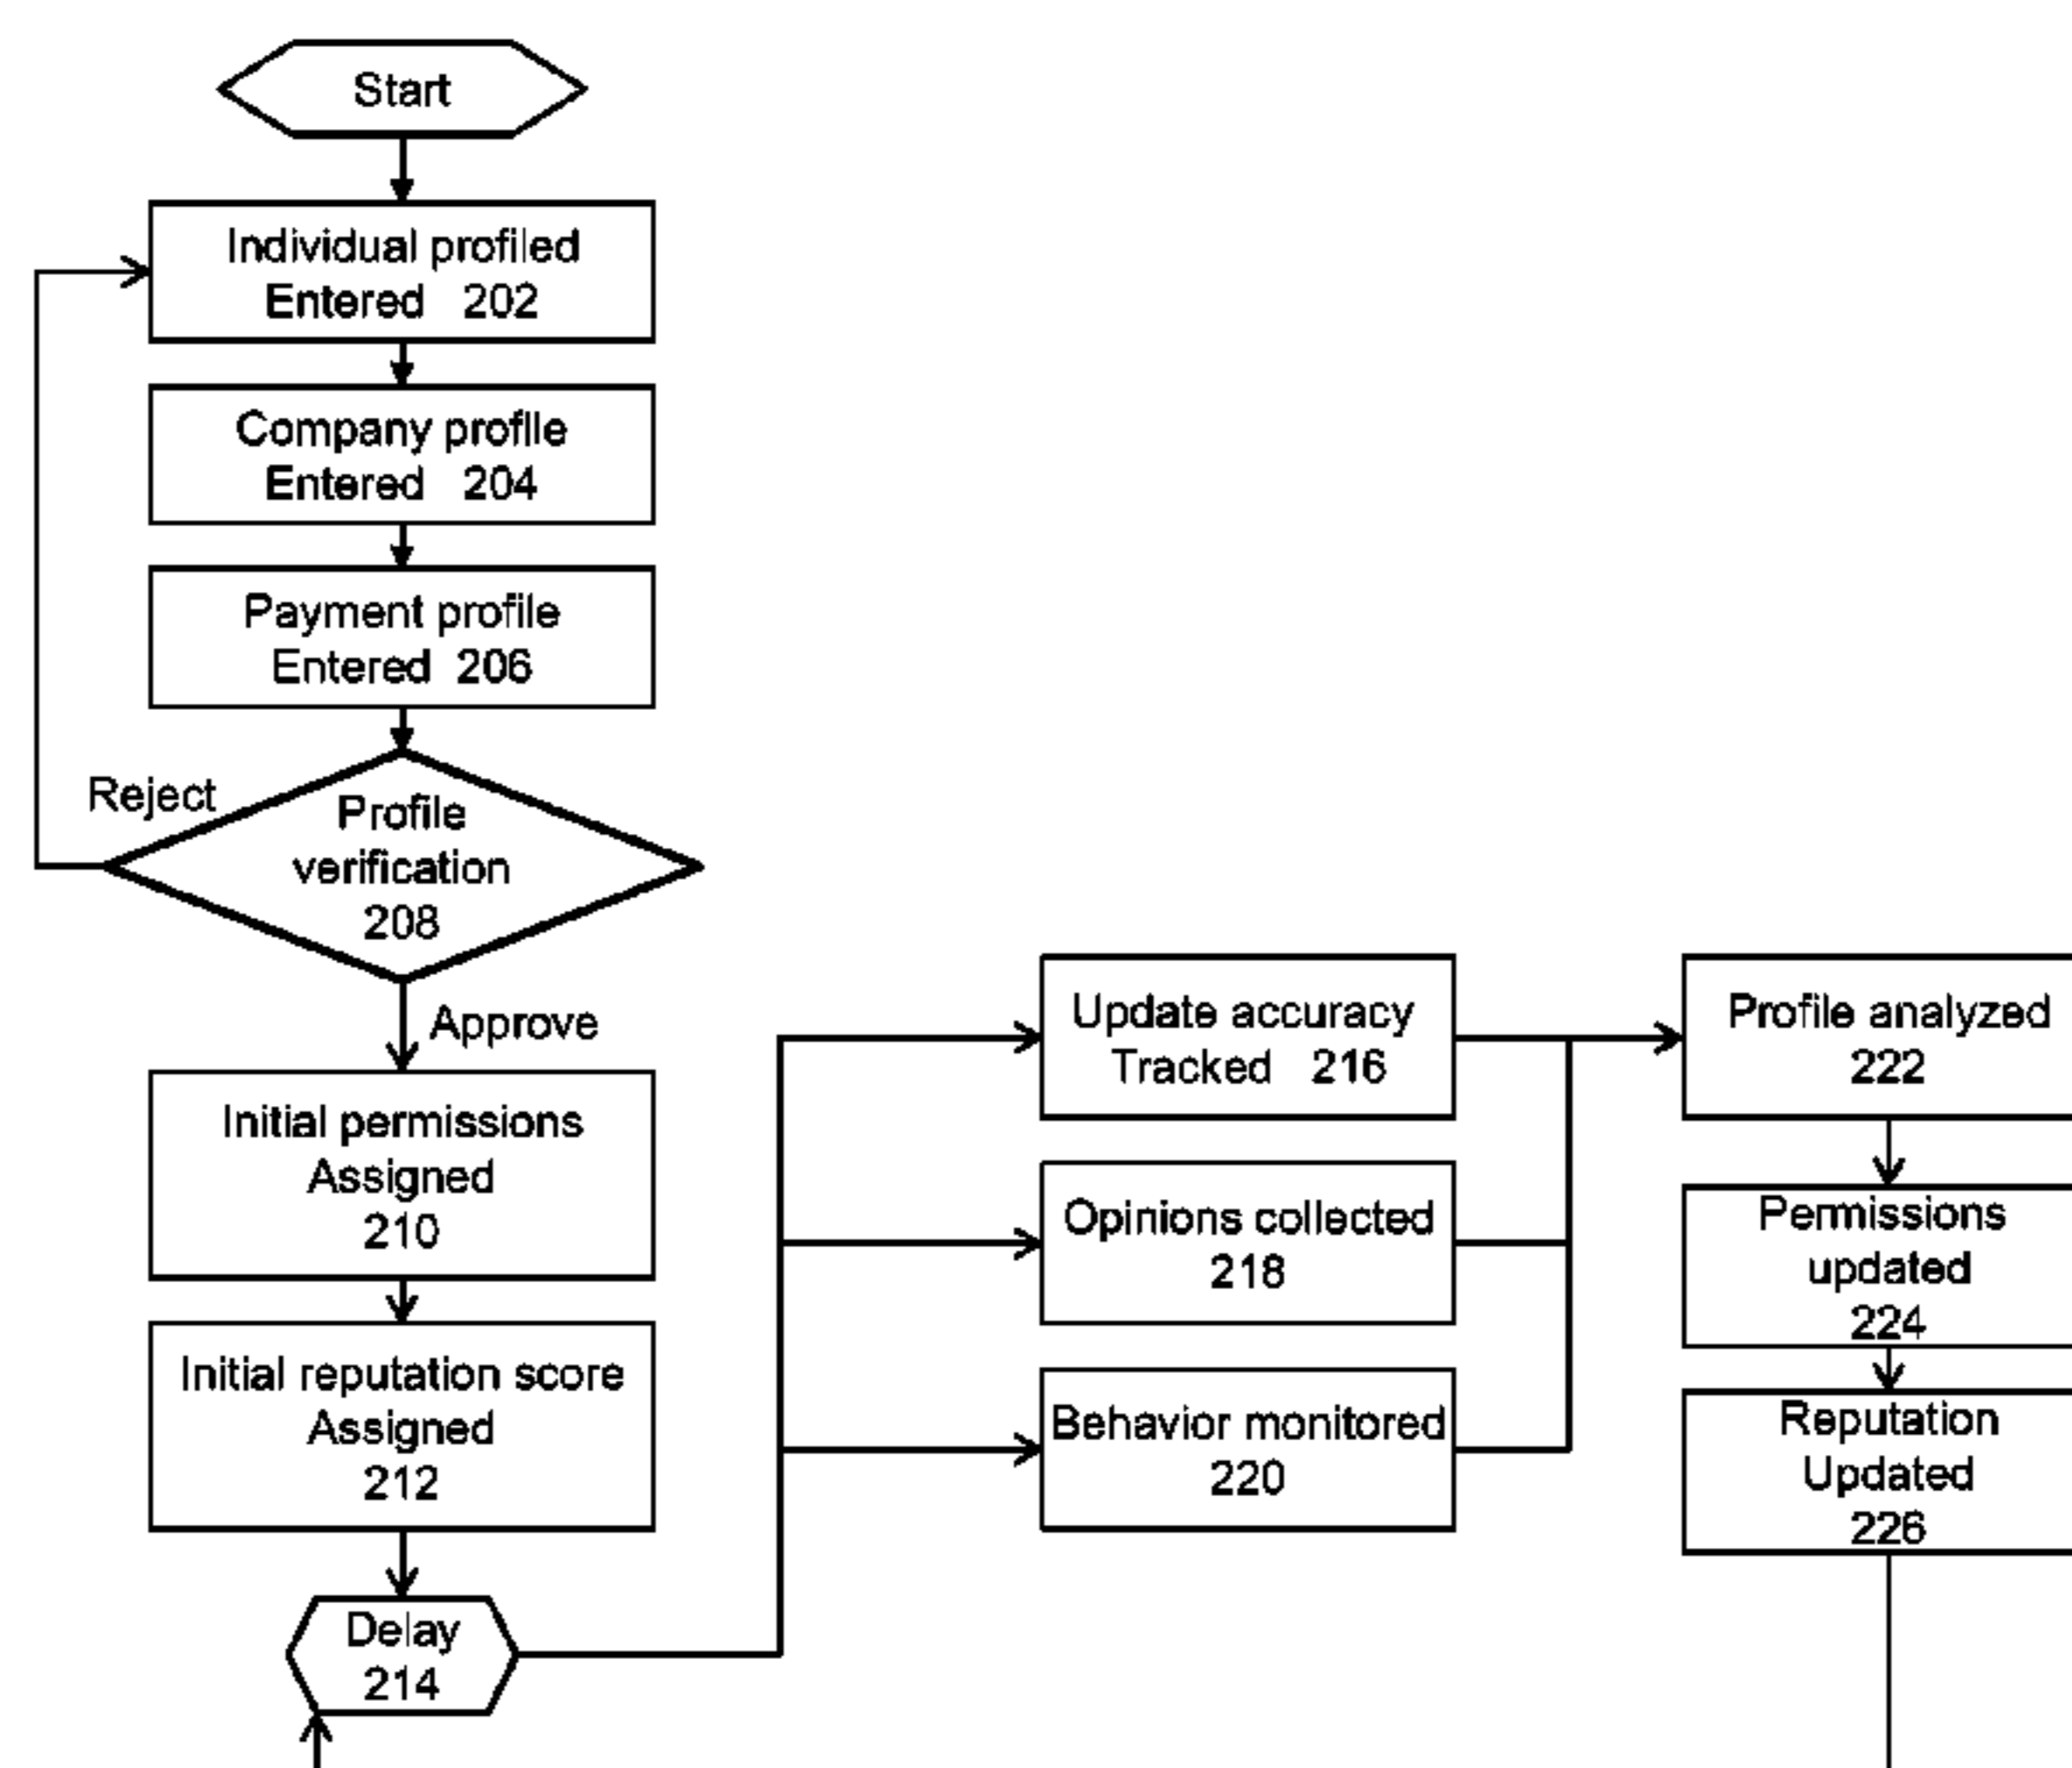 Start
Individual profiled
Entered 202
Company profile
Entered 204
Payment profile
Entered 206
Reject
Profile
verification
208
Approve
Initial permissions
Assigned
210
Initial reputation score
Assigned
212
Delay
214
Update accuracy
Tracked 216
Opinions collected
218
Behavior monitored
220
Profile analyzed
222
Permissions
updated
224
Reputation
Updated
226